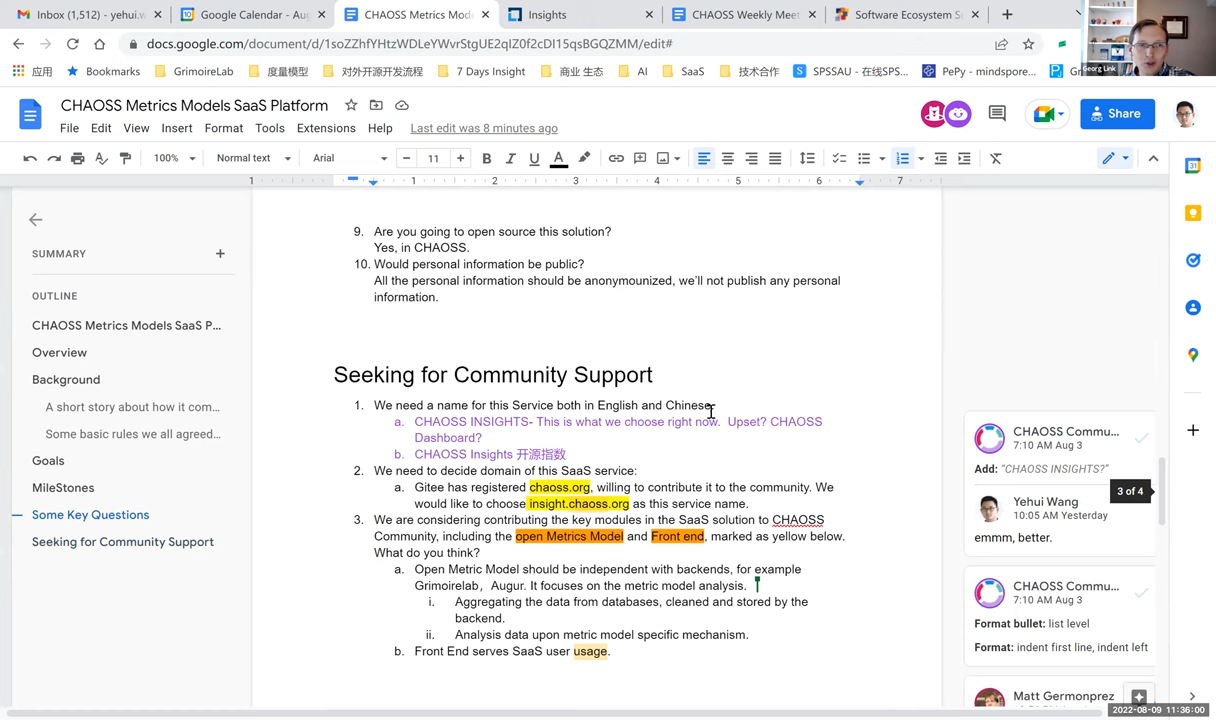 Inbox (1,512) - yehui.w
Google Calendar - Aug
CHAOSS Metrics Mode
Insights
CHAOSS Weekly Meet
Software Ecosystem S
docs.google.com/document/d/1soZZhfYHtzWDLeYWvrStgUE2qIZ0f2cDI15qsBGQZMM/edit#
应用
Bookmarks
GrimoireLab
度量模型
对外开源开发流程
7 Days Insight
商业 生态
AI
SaaS
技术合作
SPSSAU - 在线SPS...
PePy - mindspore...
Georg Link
CHAOSS Metrics Models SaaS Platform
File Edit View Insert Format Tools Extensions Help Last edit was 8 minutes ago
Share
100% Normal text Arial 11
1 1 2 3 4 5 6 7
SUMMARY
OUTLINE
CHAOSS Metrics Models SaaS P...
Overview
Background
A short story about how it com...
Some basic rules we all agreed...
Goals
MileStones
Some Key Questions
Seeking for Community Support
9. Are you going to open source this solution?
Yes, in CHAOSS.
10. Would personal information be public?
All the personal information should be anonymounized, we'll not publish any personal
information.
Seeking for Community Support
1. We need a name for this Service both in English and Chinese.
a. CHAOSS INSIGHTS- This is what we choose right now. Upset? CHAOSS
Dashboard?
b. CHAOSS Insights 开源指数
2. We need to decide domain of this SaaS service:
a. Gitee has registered chaoss.org, willing to contribute it to the community. We
would like to choose insight.chaoss.org as this service name.
3. We are considering contributing the key modules in the SaaS solution to CHAOSS
Community, including the open Metrics Model and Front end, marked as yellow below.
What do you think?
a. Open Metric Model should be independent with backends, for example
Grimoirelab，Augur. It focuses on the metric model analysis.
i. Aggregating the data from databases, cleaned and stored by the
backend.
ii. Analysis data upon metric model specific mechanism.
b. Front End serves SaaS user usage.
CHAOSS Commu...
7:10 AM Aug 3
Add: "CHAOSS INSIGHTS?"
3 of 4
Yehui Wang
10:05 AM Yesterday
emmm, better.
CHAOSS Commu...
7:10 AM Aug 3
Format bullet: list level
Format: indent first line, indent left
Matt Germonprez
2022-08-09 11:36:00